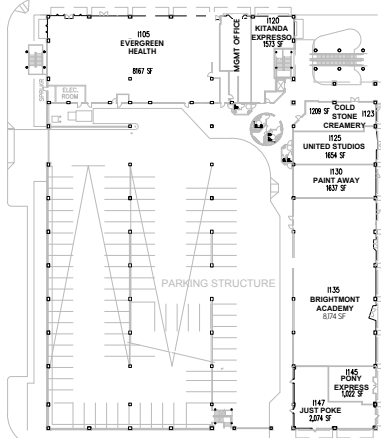 I105
EVERGREEN
HEALTH
8167 SF
MGMT OFFICE
I120
KITANDA
EXPRESSO
1573 SF
ELEC.
ROOM
1209 SF
I123
COLD
STONE
CREAMERY
I125
UNITED STUDIOS
1654 SF
I130
PAINT AWAY
1637 SF
PARKING STRUCTURE
I135
BRIGHTMONT
ACADEMY
8,174 SF
I145
PONY
EXPRESS
1,022 SF
I147
JUST POKE
2,074 SF